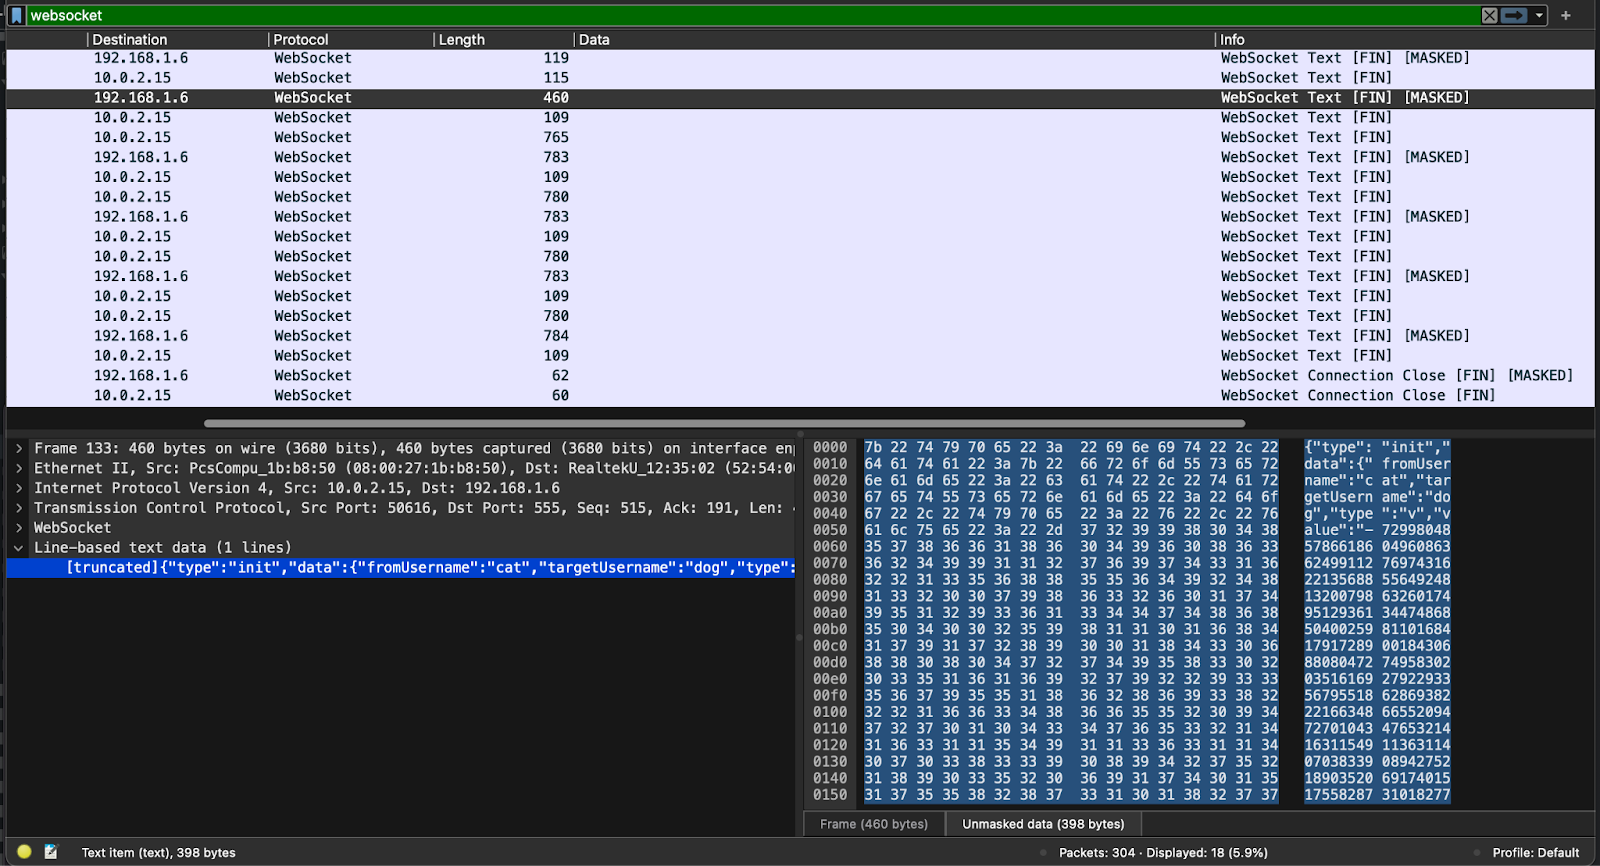 websocket
Destination Protocol Length Data Info
192.168.1.6 WebSocket 119 WebSocket Text [FIN] [MASKED]
10.0.2.15 WebSocket 115 WebSocket Text [FIN]
192.168.1.6 WebSocket 460 WebSocket Text [FIN] [MASKED]
10.0.2.15 WebSocket 109 WebSocket Text [FIN]
10.0.2.15 WebSocket 765 WebSocket Text [FIN]
192.168.1.6 WebSocket 783 WebSocket Text [FIN] [MASKED]
10.0.2.15 WebSocket 109 WebSocket Text [FIN]
10.0.2.15 WebSocket 780 WebSocket Text [FIN]
192.168.1.6 WebSocket 783 WebSocket Text [FIN] [MASKED]
10.0.2.15 WebSocket 109 WebSocket Text [FIN]
10.0.2.15 WebSocket 780 WebSocket Text [FIN]
192.168.1.6 WebSocket 783 WebSocket Text [FIN] [MASKED]
10.0.2.15 WebSocket 109 WebSocket Text [FIN]
10.0.2.15 WebSocket 780 WebSocket Text [FIN]
192.168.1.6 WebSocket 784 WebSocket Text [FIN] [MASKED]
10.0.2.15 WebSocket 109 WebSocket Text [FIN]
192.168.1.6 WebSocket 62 WebSocket Connection Close [FIN] [MASKED]
10.0.2.15 WebSocket 60 WebSocket Connection Close [FIN]
Frame 133: 460 bytes on wire (3680 bits), 460 bytes captured (3680 bits) on interface en
Ethernet II, Src: PcsCompu_1b:b8:50 (08:00:27:1b:b8:50), Dst: RealtekU_12:35:02 (52:54:0
Internet Protocol Version 4, Src: 10.0.2.15, Dst: 192.168.1.6
Transmission Control Protocol, Src Port: 50616, Dst Port: 555, Seq: 515, Ack: 191, Len:
WebSocket
Line-based text data (1 lines)
[truncated]{"type":"init","data":{"fromUsername":"cat","targetUsername":"dog","type":
0000 7b 22 74 79 70 65 22 3a 22 69 6e 69 74 22 2c 22 {"type": "init","
0010 64 61 74 61 22 3a 7b 22 66 72 6f 6d 55 73 65 72 data":{" fromUser
0020 6e 61 6d 65 22 3a 22 63 61 74 22 2c 22 74 61 72 name":"c at","tar
0030 67 65 74 55 73 65 72 6e 61 6d 65 22 3a 22 64 6f getUsern ame":"do
0040 67 22 2c 22 74 79 70 65 22 3a 22 76 22 2c 22 76 g","type ":"v","v
0050 61 6c 75 65 22 3a 22 2d 37 32 39 39 38 30 34 38 alue":"- 72998048
0060 35 37 38 36 36 31 38 36 30 34 39 36 30 38 36 33 57866186 04960863
0070 36 32 34 39 39 31 31 32 37 36 39 37 34 33 31 36 62499112 76974316
0080 32 32 31 33 35 36 38 38 35 35 36 34 39 32 34 38 22135688 55649248
0090 31 33 32 30 30 37 39 38 36 33 32 36 30 31 37 34 13200798 63260174
00a0 39 35 31 32 39 33 36 31 33 34 34 37 34 38 36 38 95129361 34474868
00b0 35 30 34 30 30 32 35 39 38 31 31 30 31 36 38 34 50400259 81101684
00c0 31 37 39 31 37 32 38 39 30 30 31 38 34 33 30 36 17917289 00184306
00d0 38 38 30 38 30 34 37 32 37 34 39 35 38 33 30 32 88080472 74958302
00e0 30 33 35 31 36 31 36 39 32 37 39 32 32 39 33 33 03516169 27922933
00f0 35 36 37 39 35 35 31 38 36 32 38 36 39 33 38 32 56795518 62869382
0100 32 32 31 36 36 33 34 38 36 36 35 35 32 30 39 34 22166348 66552094
0110 37 32 37 30 31 30 34 33 34 37 36 35 33 32 31 34 72701043 47653214
0120 31 36 33 31 31 35 34 39 31 31 33 36 33 31 31 34 16311549 11363114
0130 30 37 30 33 38 33 33 39 30 38 39 34 32 37 35 32 07038339 08942752
0140 31 38 39 30 33 35 32 30 36 39 31 37 34 30 31 35 18903520 69174015
0150 31 37 35 35 38 32 38 37 33 31 30 31 38 32 37 37 17558287 31018277
Frame (460 bytes) Unmasked data (398 bytes)
Text item (text), 398 bytes Packets: 304 · Displayed: 18 (5.9%) Profile: Default